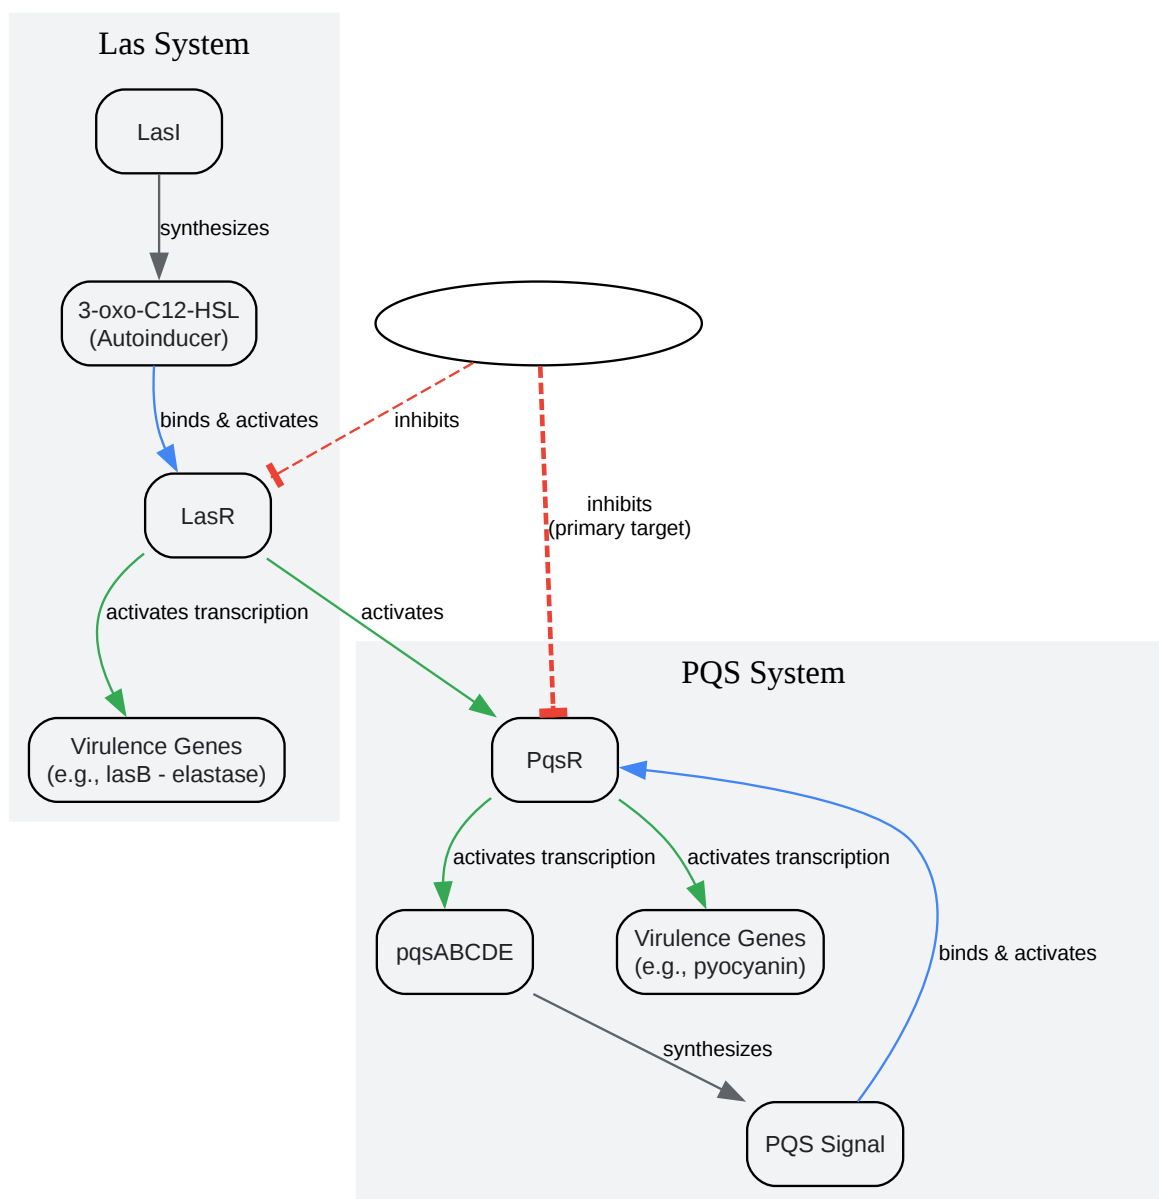 Las System
LasI
synthesizes
3-oxo-C12-HSL
(Autoinducer)
binds & activates
inhibits
LasR
inhibits
(primary target)
activates transcription
activates
PQS System
Virulence Genes
(e.g., lasB - elastase)
PqsR
activates transcription
activates transcription
pqsABCDE
Virulence Genes
(e.g., pyocyanin)
binds & activates
synthesizes
PQS Signal